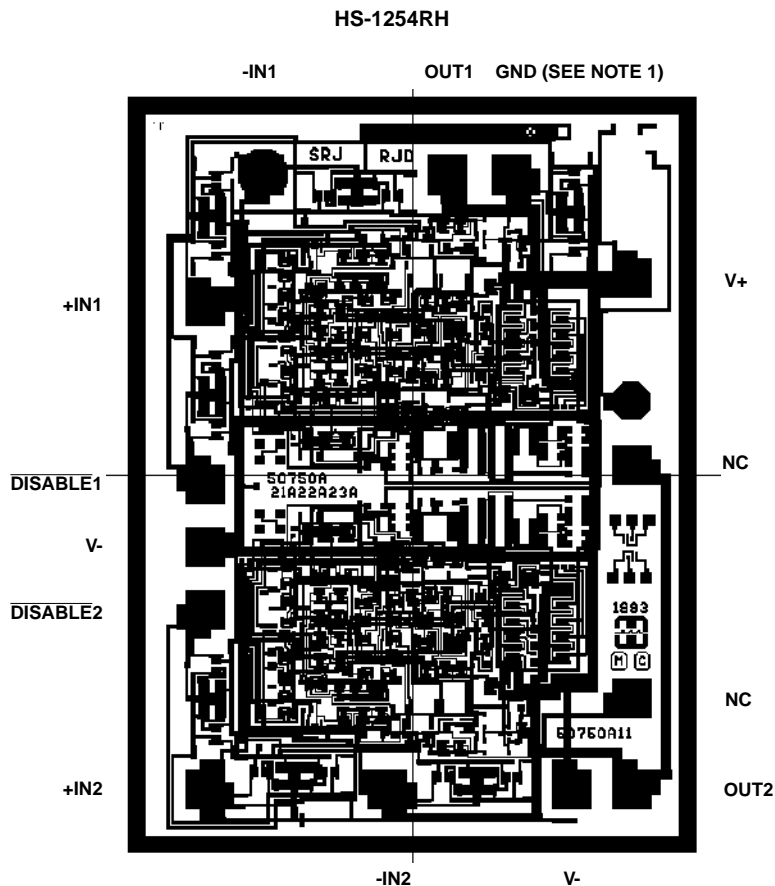 HS-1254RH
-IN1
OUT1
GND (SEE NOTE 1)
SRJ
RJD
V+
+IN1
NC
DISABLE1
50750A
21A22A23A
V-
DISABLE2
1993
M C
NC
50750A11
+IN2
OUT2
-IN2
V-